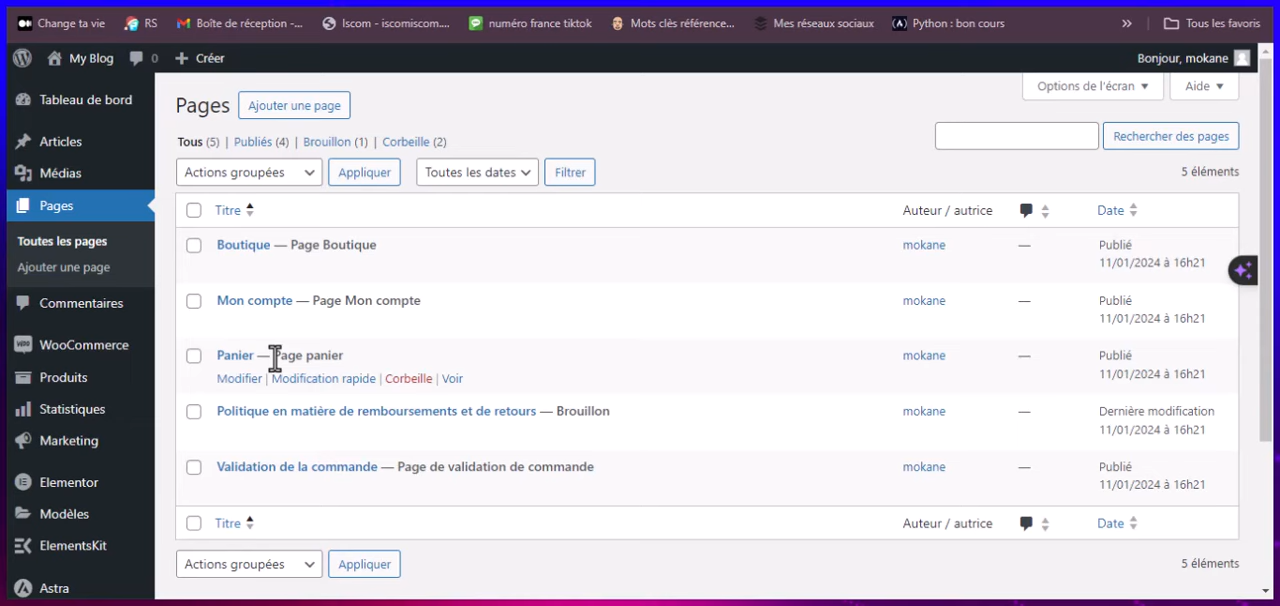 Change ta vie
RS
Boîte de réception -...
Iscom - iscomiscom....
numéro france tiktok
Mots clés référence...
Mes réseaux sociaux
Python : bon cours
»
Tous les favoris
My Blog
0
+ Créer
Bonjour, mokane
Tableau de bord
Articles
Médias
Pages
Toutes les pages
Ajouter une page
Commentaires
WooCommerce
Produits
Statistiques
Marketing
Elementor
Modèles
ElementsKit
Astra
Options de l'écran
Aide
Pages
Ajouter une page
Tous (5) | Publiés (4) | Brouillon (1) | Corbeille (2)
Rechercher des pages
Actions groupées
Appliquer
Toutes les dates
Filtrer
5 éléments
Titre
Auteur / autrice
Date
Boutique — Page Boutique
mokane
—
Publié
11/01/2024 à 16h21
Mon compte — Page Mon compte
mokane
—
Publié
11/01/2024 à 16h21
Panier — Page panier
Modifier | Modification rapide | Corbeille | Voir
mokane
—
Publié
11/01/2024 à 16h21
Politique en matière de remboursements et de retours — Brouillon
mokane
—
Dernière modification
11/01/2024 à 16h21
Validation de la commande — Page de validation de commande
mokane
—
Publié
11/01/2024 à 16h21
Titre
Auteur / autrice
Date
Actions groupées
Appliquer
5 éléments